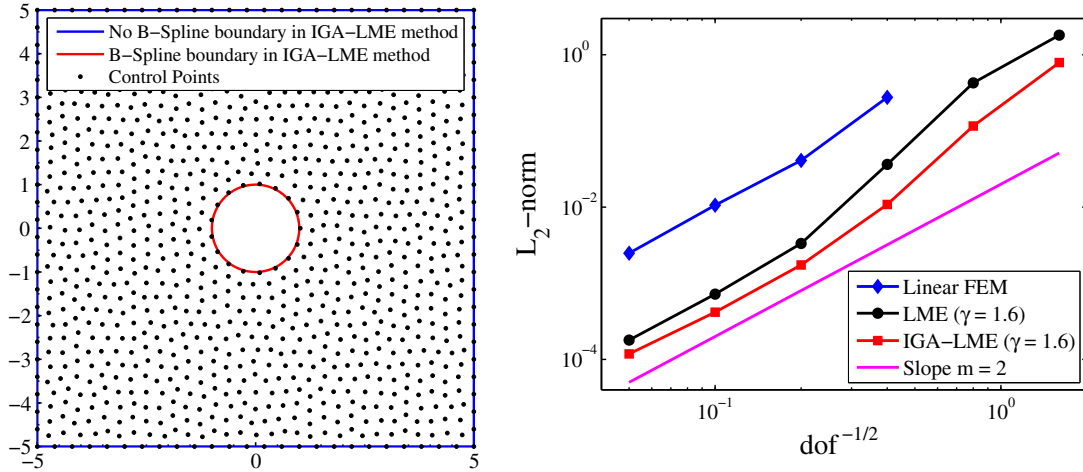 No B-Spline boundary in IGA-LME method
B-Spline boundary in IGA-LME method
Control Points
5
4
3
2
1
0
-1
-2
-3
-4
-5
-5
0
5
L2-norm
10^0
10^-2
10^-4
Linear FEM
LME (γ = 1.6)
IGA-LME (γ = 1.6)
Slope m = 2
10^-1
10^0
dof^-1/2